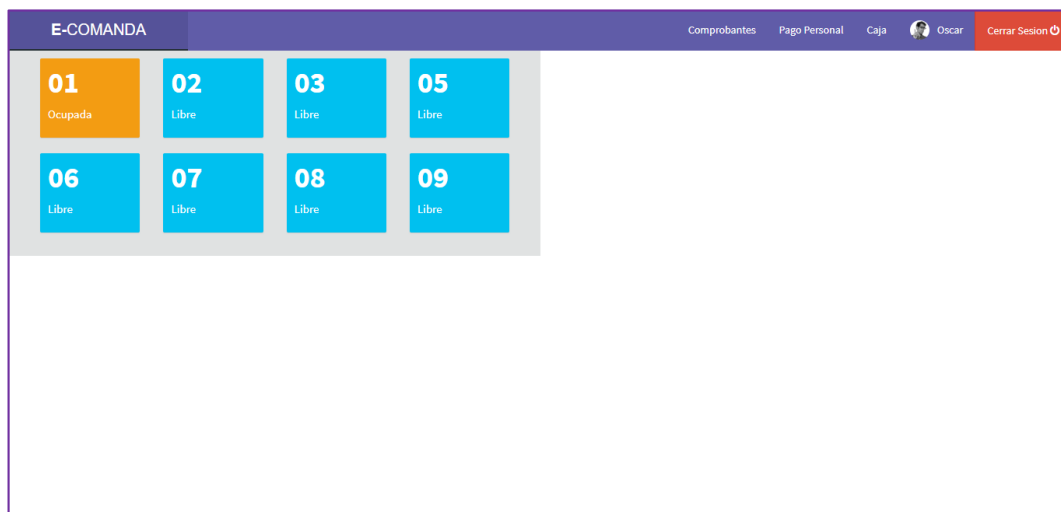 E-COMANDA
Comprobantes Pago Personal Caja Oscar Cerrar Sesion
01 02 03 05
Ocupada Libre Libre Libre
06 07 08 09
Libre Libre Libre Libre